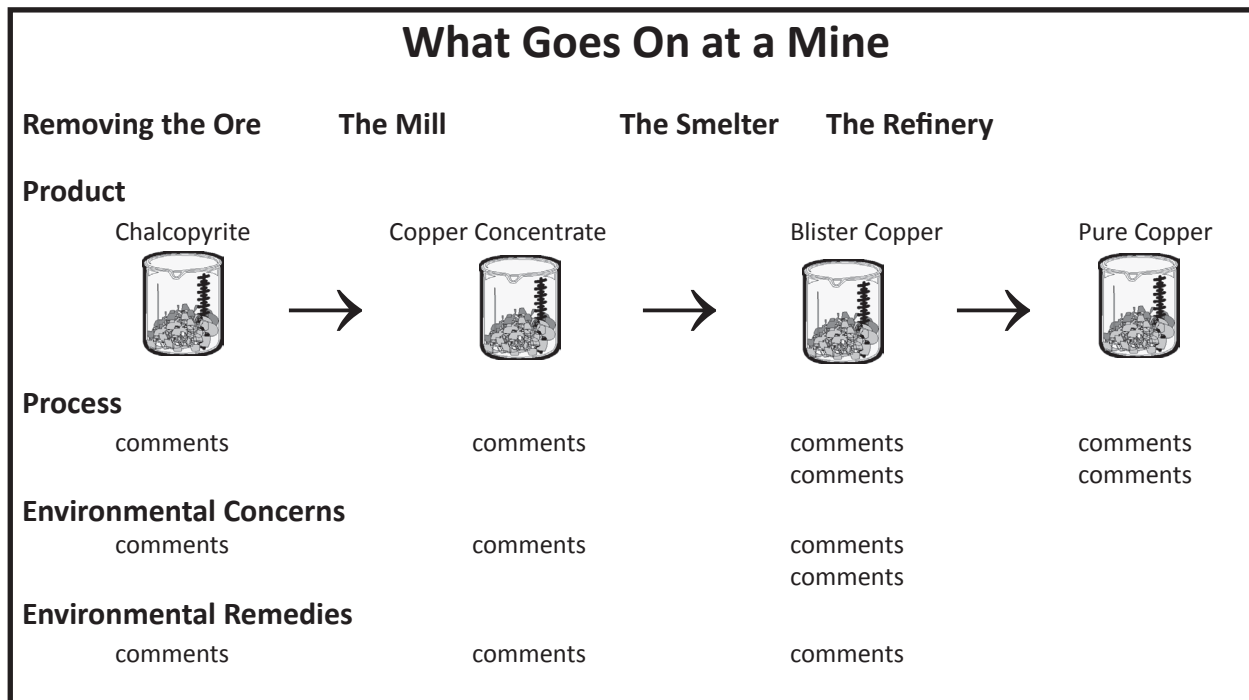 What Goes On at a Mine
Removing the Ore The Mill The Smelter The Refinery
Product
Chalcopyrite Copper Concentrate Blister Copper Pure Copper
Process
comments comments comments comments
comments comments
Environmental Concerns
comments comments comments
comments
Environmental Remedies
comments comments comments